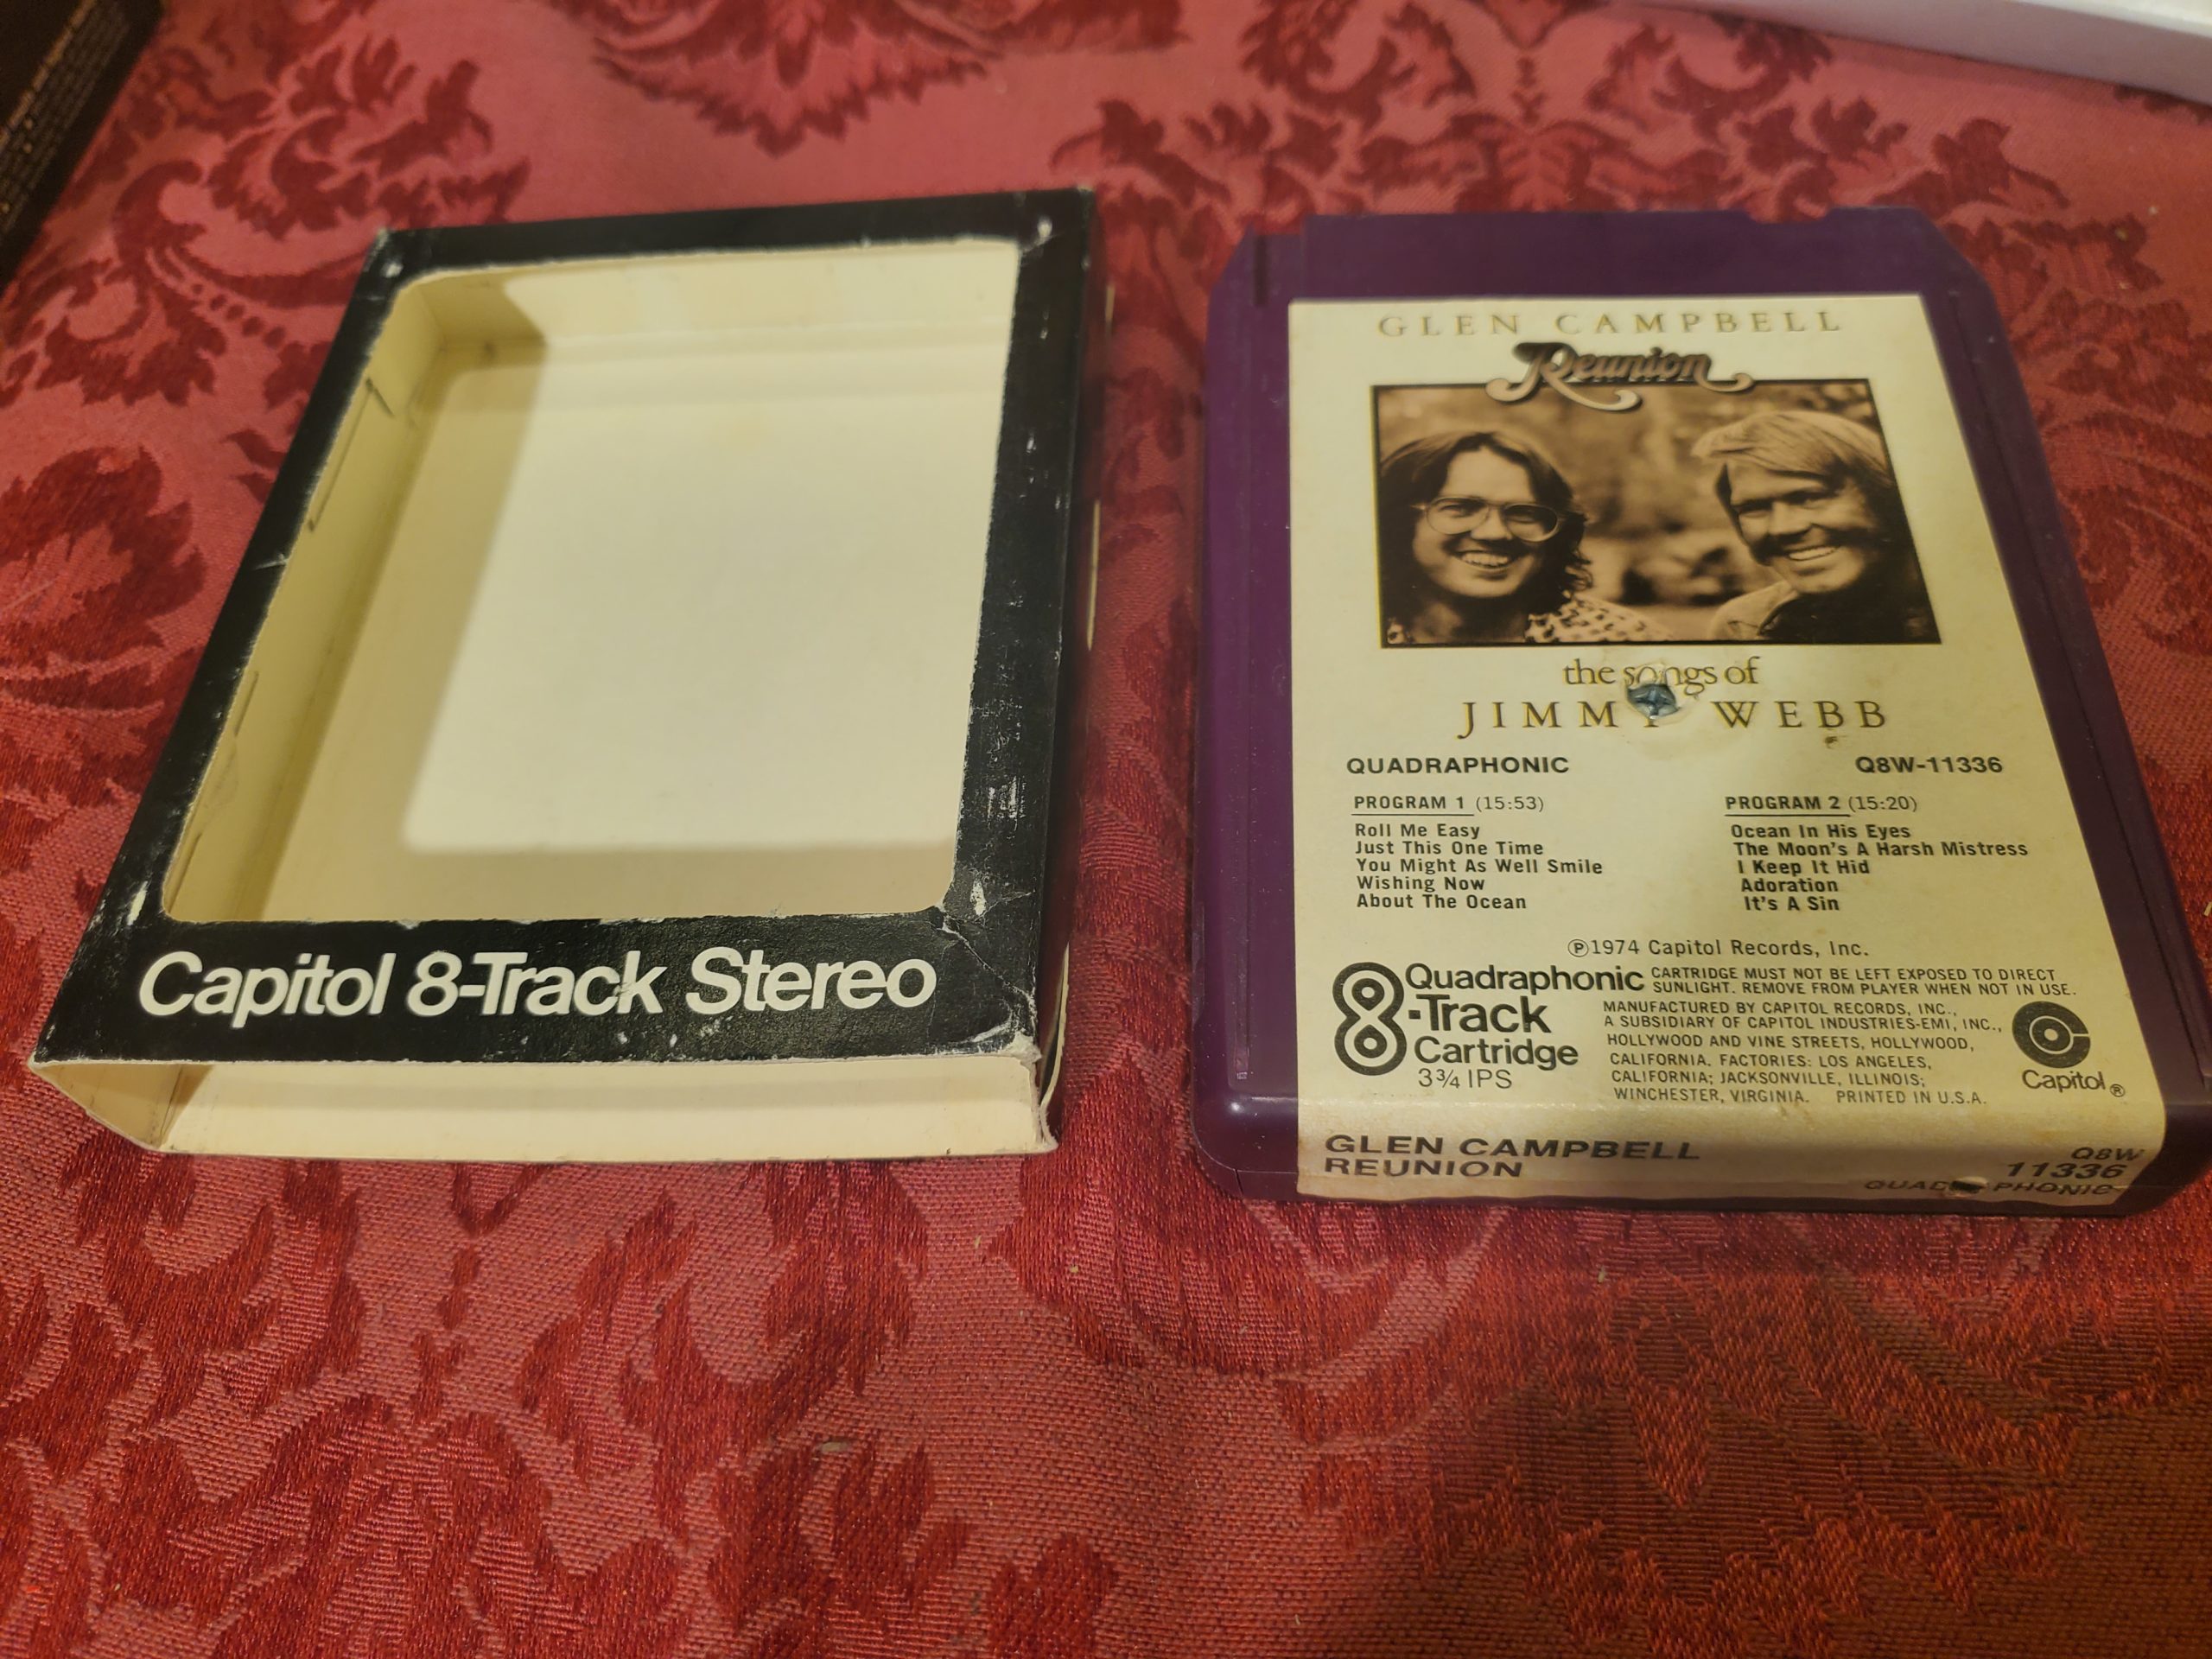 Capitol 8-Track Stereo
GLEN CAMPBELL
Reunion
the songs of
JIMMY WEBB
QUADRAPHONIC Q8W-11336
PROGRAM 1 (15:53)
Roll Me Easy
Just This One Time
You Might As Well Smile
Wishing Now
About The Ocean
PROGRAM 2 (15:20)
Ocean In His Eyes
The Moon's A Harsh Mistress
I Keep It Hid
Adoration
It's A Sin
℗1974 Capitol Records, Inc.
8 Quadraphonic
-Track
Cartridge
3¾ IPS
CARTRIDGE MUST NOT BE LEFT EXPOSED TO DIRECT
SUNLIGHT. REMOVE FROM PLAYER WHEN NOT IN USE.
MANUFACTURED BY CAPITOL RECORDS, INC.,
A SUBSIDIARY OF CAPITOL INDUSTRIES-EMI, INC.,
HOLLYWOOD AND VINE STREETS, HOLLYWOOD,
CALIFORNIA. FACTORIES: LOS ANGELES,
CALIFORNIA; JACKSONVILLE, ILLINOIS;
WINCHESTER, VIRGINIA. PRINTED IN U.S.A.
Capitol®
GLEN CAMPBELL
REUNION
Q8W
11336
QUADRAPHONIC